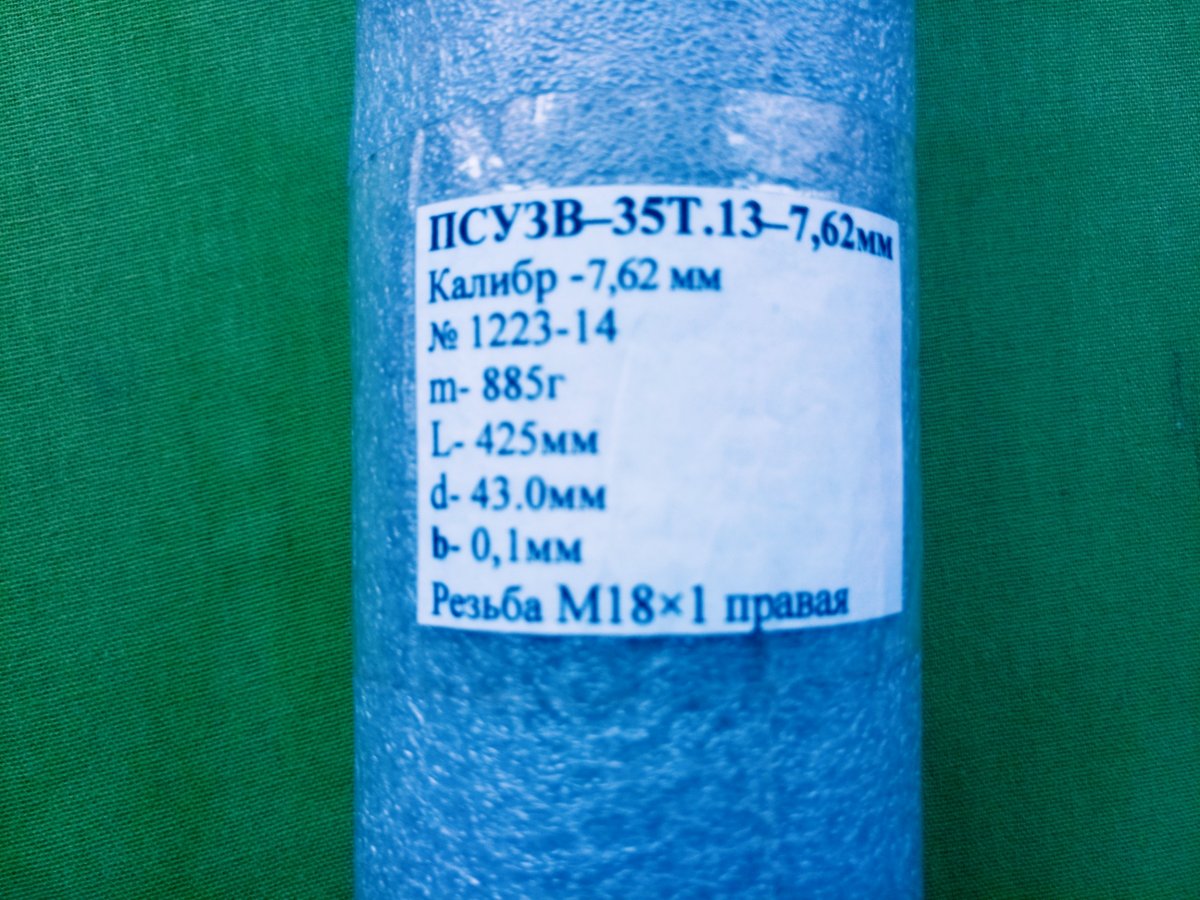 ПСУЗВ–35Т.13–7,62мм
Калибр -7,62 мм
№ 1223-14
m- 885г
L- 425мм
d- 43.0мм
b- 0,1мм
Резьба М18×1 правая